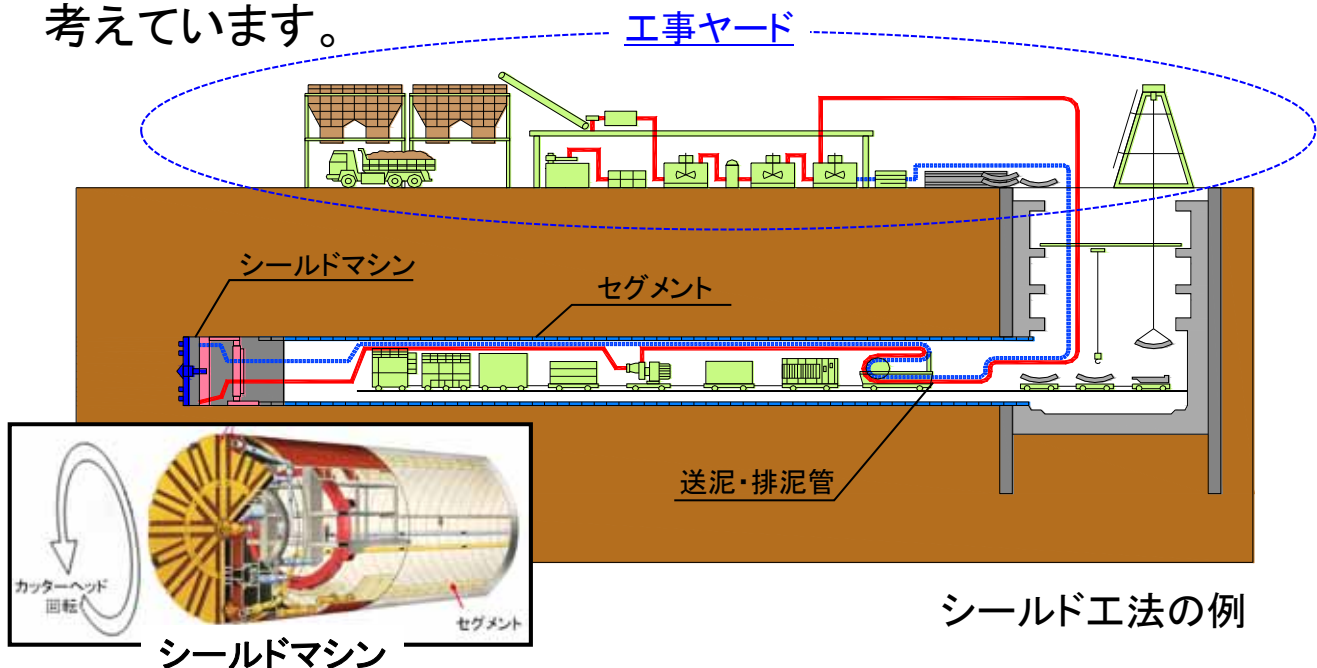 考えています。
工事ヤード
シールドマシン
セグメント
送泥・排泥管
カッターヘッド
回転
セグメント
シールドマシン
シールド工法の例